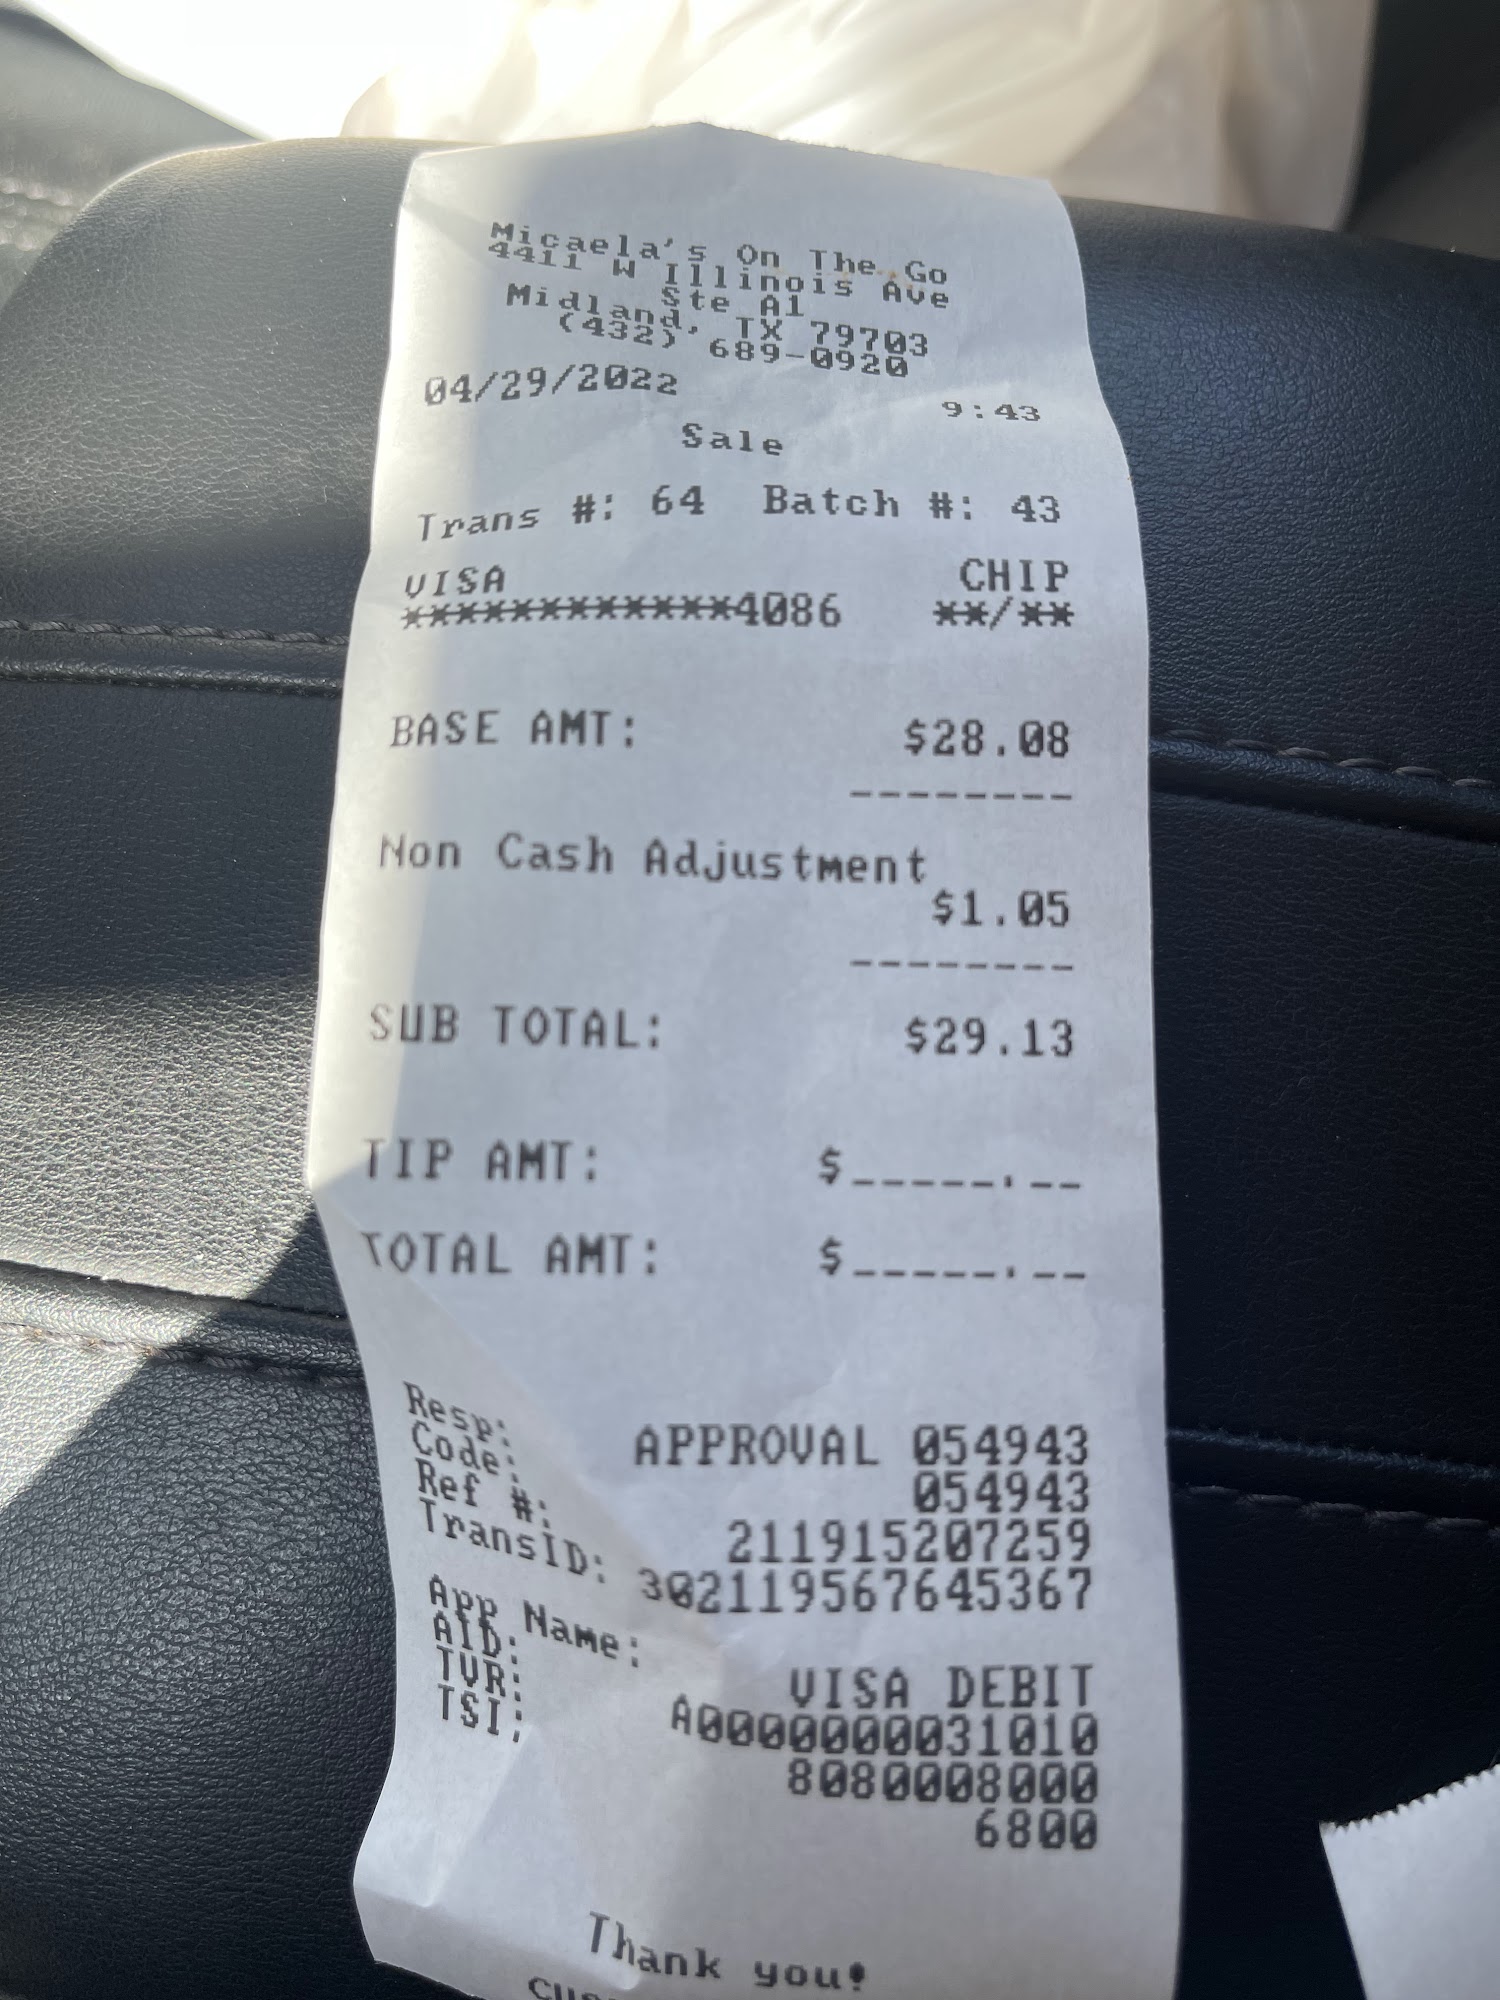 Micaela's On The Go
4411 W Illinois Ave
Ste A1
Midland, TX 79703
(432) 689-0920
04/29/2022 9:43
Sale
Trans #: 64 Batch #: 43
VISA CHIP
************4086 **/**
BASE AMT: $28.08
--------
Non Cash Adjustment
$1.05
--------
SUB TOTAL: $29.13
TIP AMT: $_____.__
TOTAL AMT: $_____.__
Resp: APPROVAL 054943
Code: 054943
Ref #: 211915207259
TransID: 302119567645367
App Name:
VISA DEBIT
AID: A0000000031010
TVR: 8080008000
TSI: 6800
Thank you!